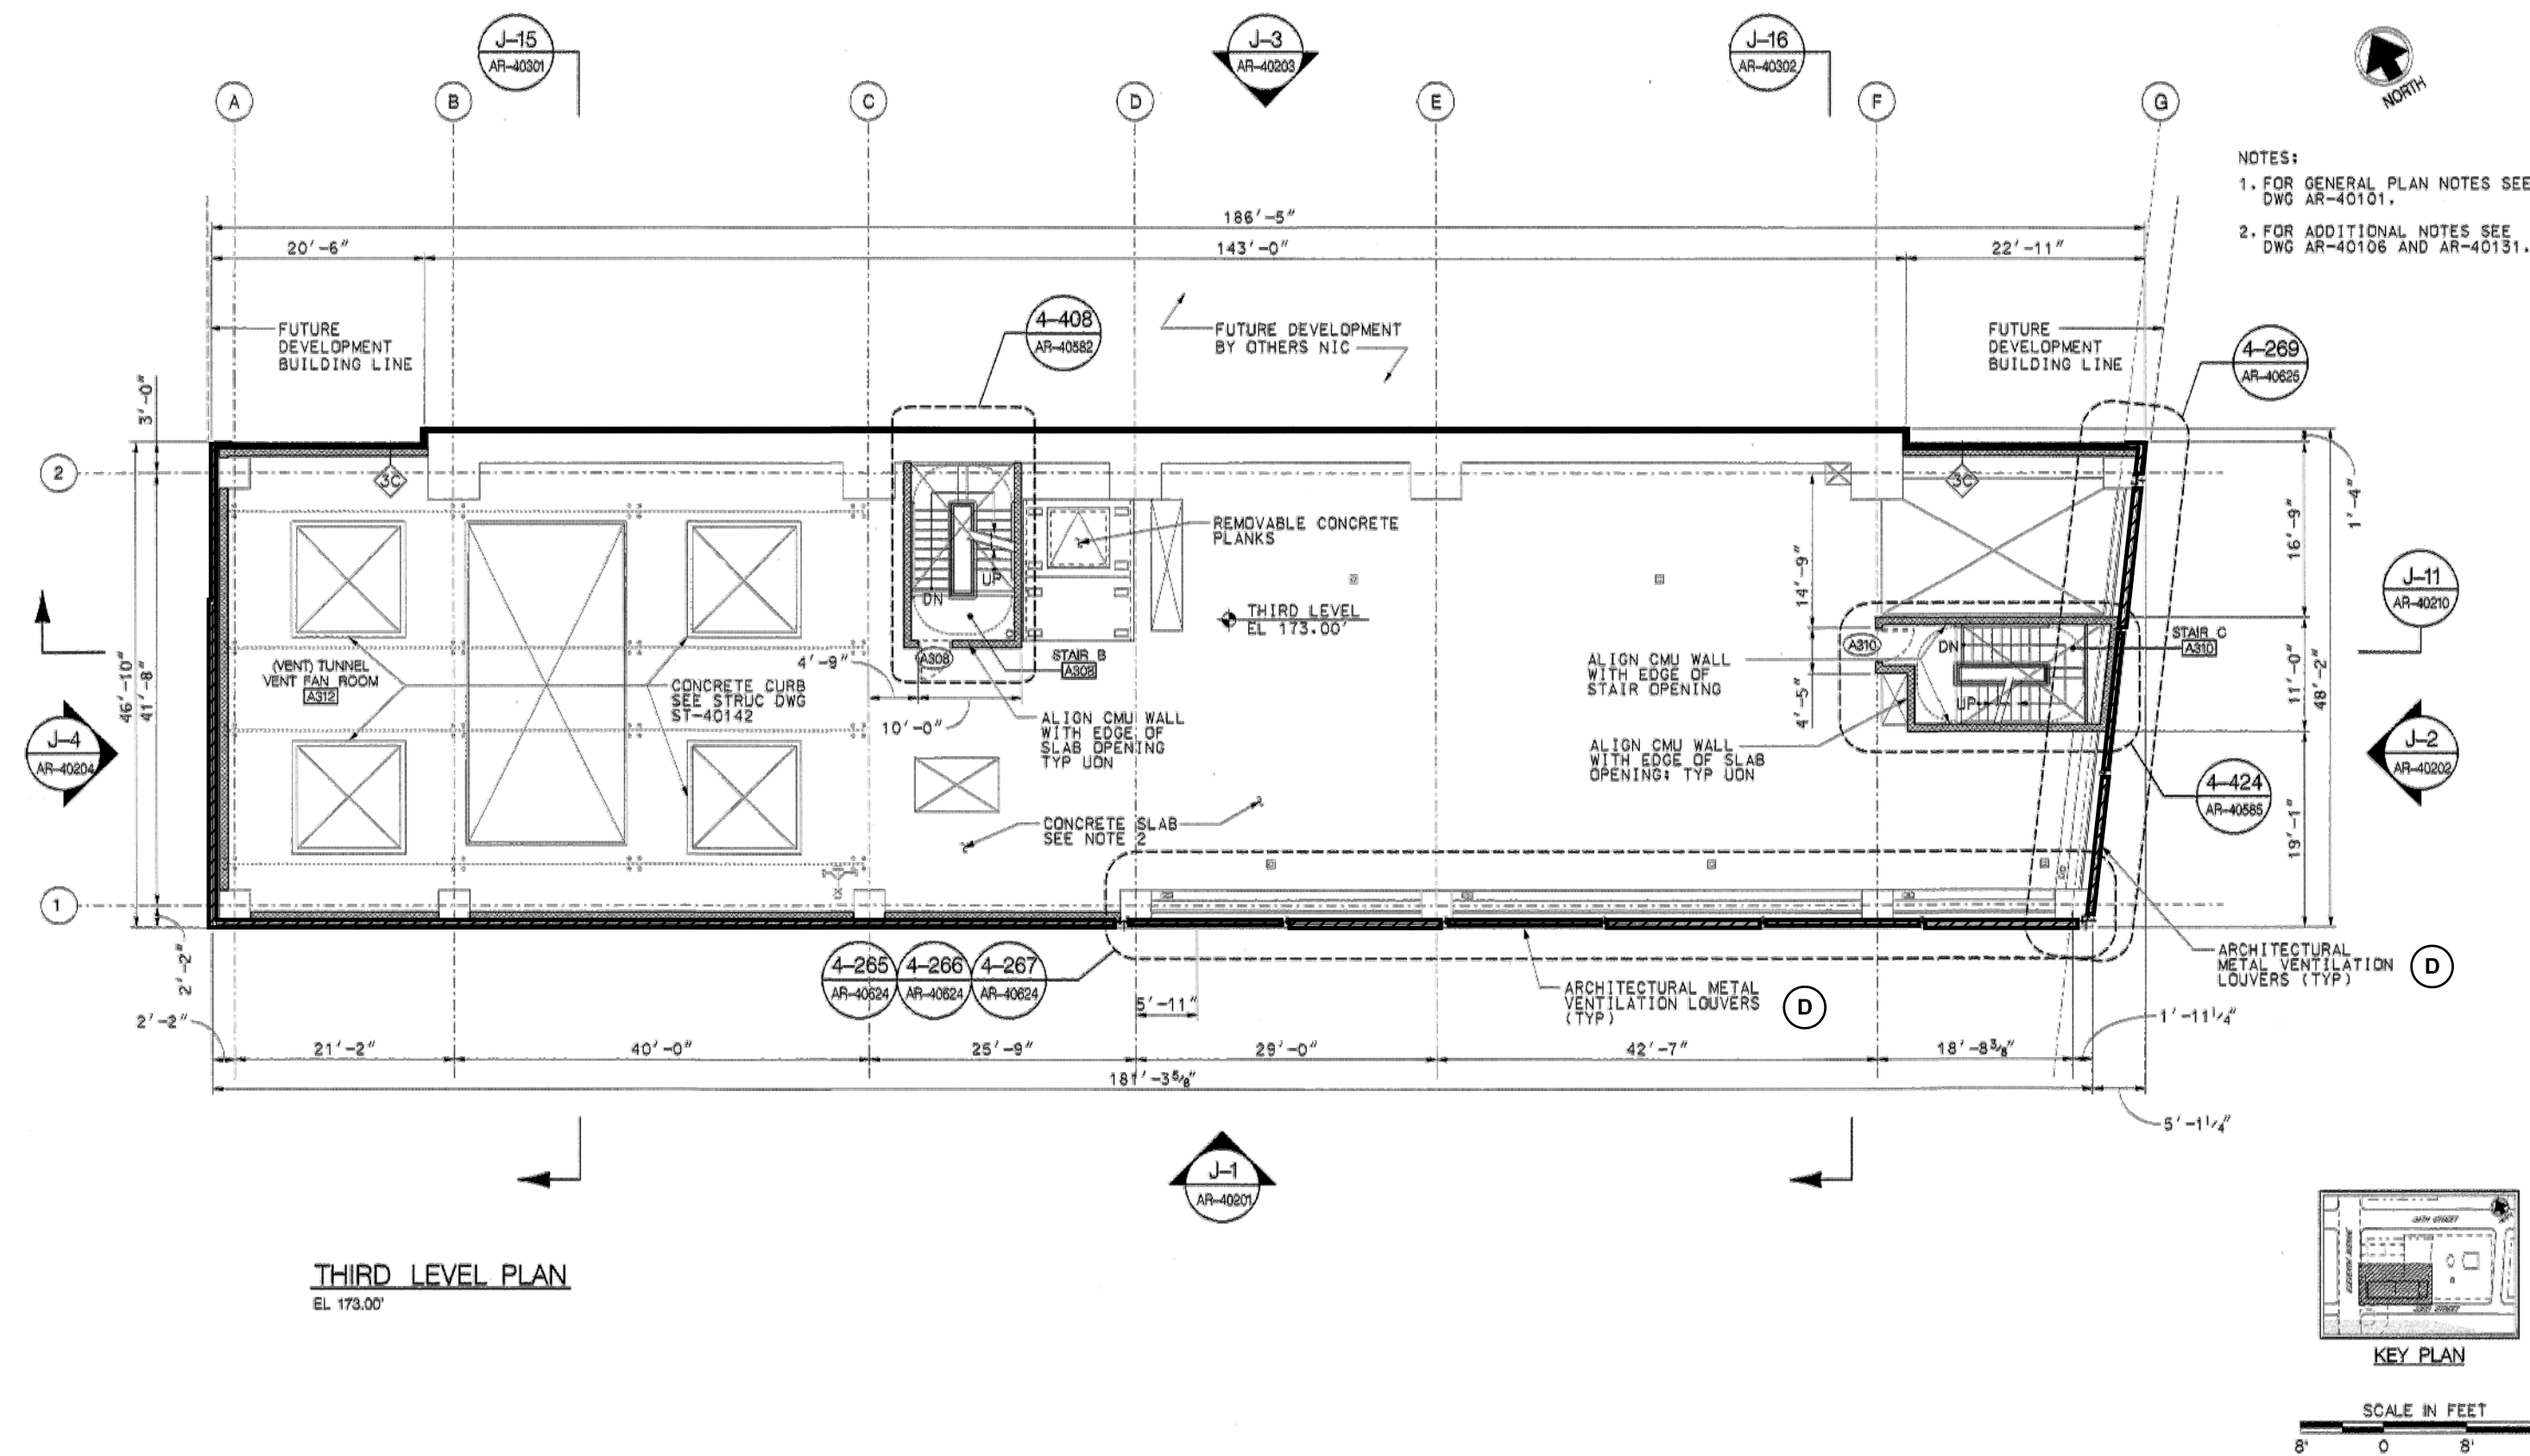 J-15
AR-40301
J-3
AR-40203
J-16
AR-40302
NORTH
A
B
C
D
E
F
G
NOTES:
1. FOR GENERAL PLAN NOTES SEE
DWG AR-40101.
2. FOR ADDITIONAL NOTES SEE
DWG AR-40106 AND AR-40131.
186'-5"
20'-6"
143'-0"
22'-11"
FUTURE
DEVELOPMENT
BUILDING LINE
4-408
AR-40582
FUTURE DEVELOPMENT
BY OTHERS NIC
FUTURE
DEVELOPMENT
BUILDING LINE
4-269
AR-40625
3'-0"
2
3C
3C
1'-4"
16'-9"
REMOVABLE CONCRETE
PLANKS
14'-9"
UP
DN
THIRD LEVEL
EL 173.00'
J-11
AR-40210
A308
STAIR B
A308
4'-9"
10'-0"
(VENT) TUNNEL
VENT FAN ROOM
A312
CONCRETE CURB
SEE STRUC DWG
ST-40142
46'-10"
41'-8"
ALIGN CMU WALL
WITH EDGE OF
SLAB OPENING
TYP UON
ALIGN CMU WALL
WITH EDGE OF
STAIR OPENING
A310
DN
UP
STAIR C
A310
4'-5"
11'-0"
48'-2"
J-4
AR-40204
J-2
AR-40202
ALIGN CMU WALL
WITH EDGE OF SLAB
OPENING; TYP UON
4-424
AR-40585
CONCRETE SLAB
SEE NOTE 2
19'-1"
1
2'-2"
4-265
AR-40624
4-266
AR-40624
4-267
AR-40624
ARCHITECTURAL
METAL VENTILATION
LOUVERS (TYP)
D
ARCHITECTURAL METAL
VENTILATION LOUVERS
(TYP)
D
5'-11"
2'-2"
1'-11 1/4"
21'-2"
40'-0"
25'-9"
29'-0"
42'-7"
18'-8 3/8"
181'-3 5/8"
5'-1 1/4"
J-1
AR-40201
THIRD LEVEL PLAN
EL 173.00'
ELEVENTH AVENUE
KEY PLAN
SCALE IN FEET
8' 0 8'